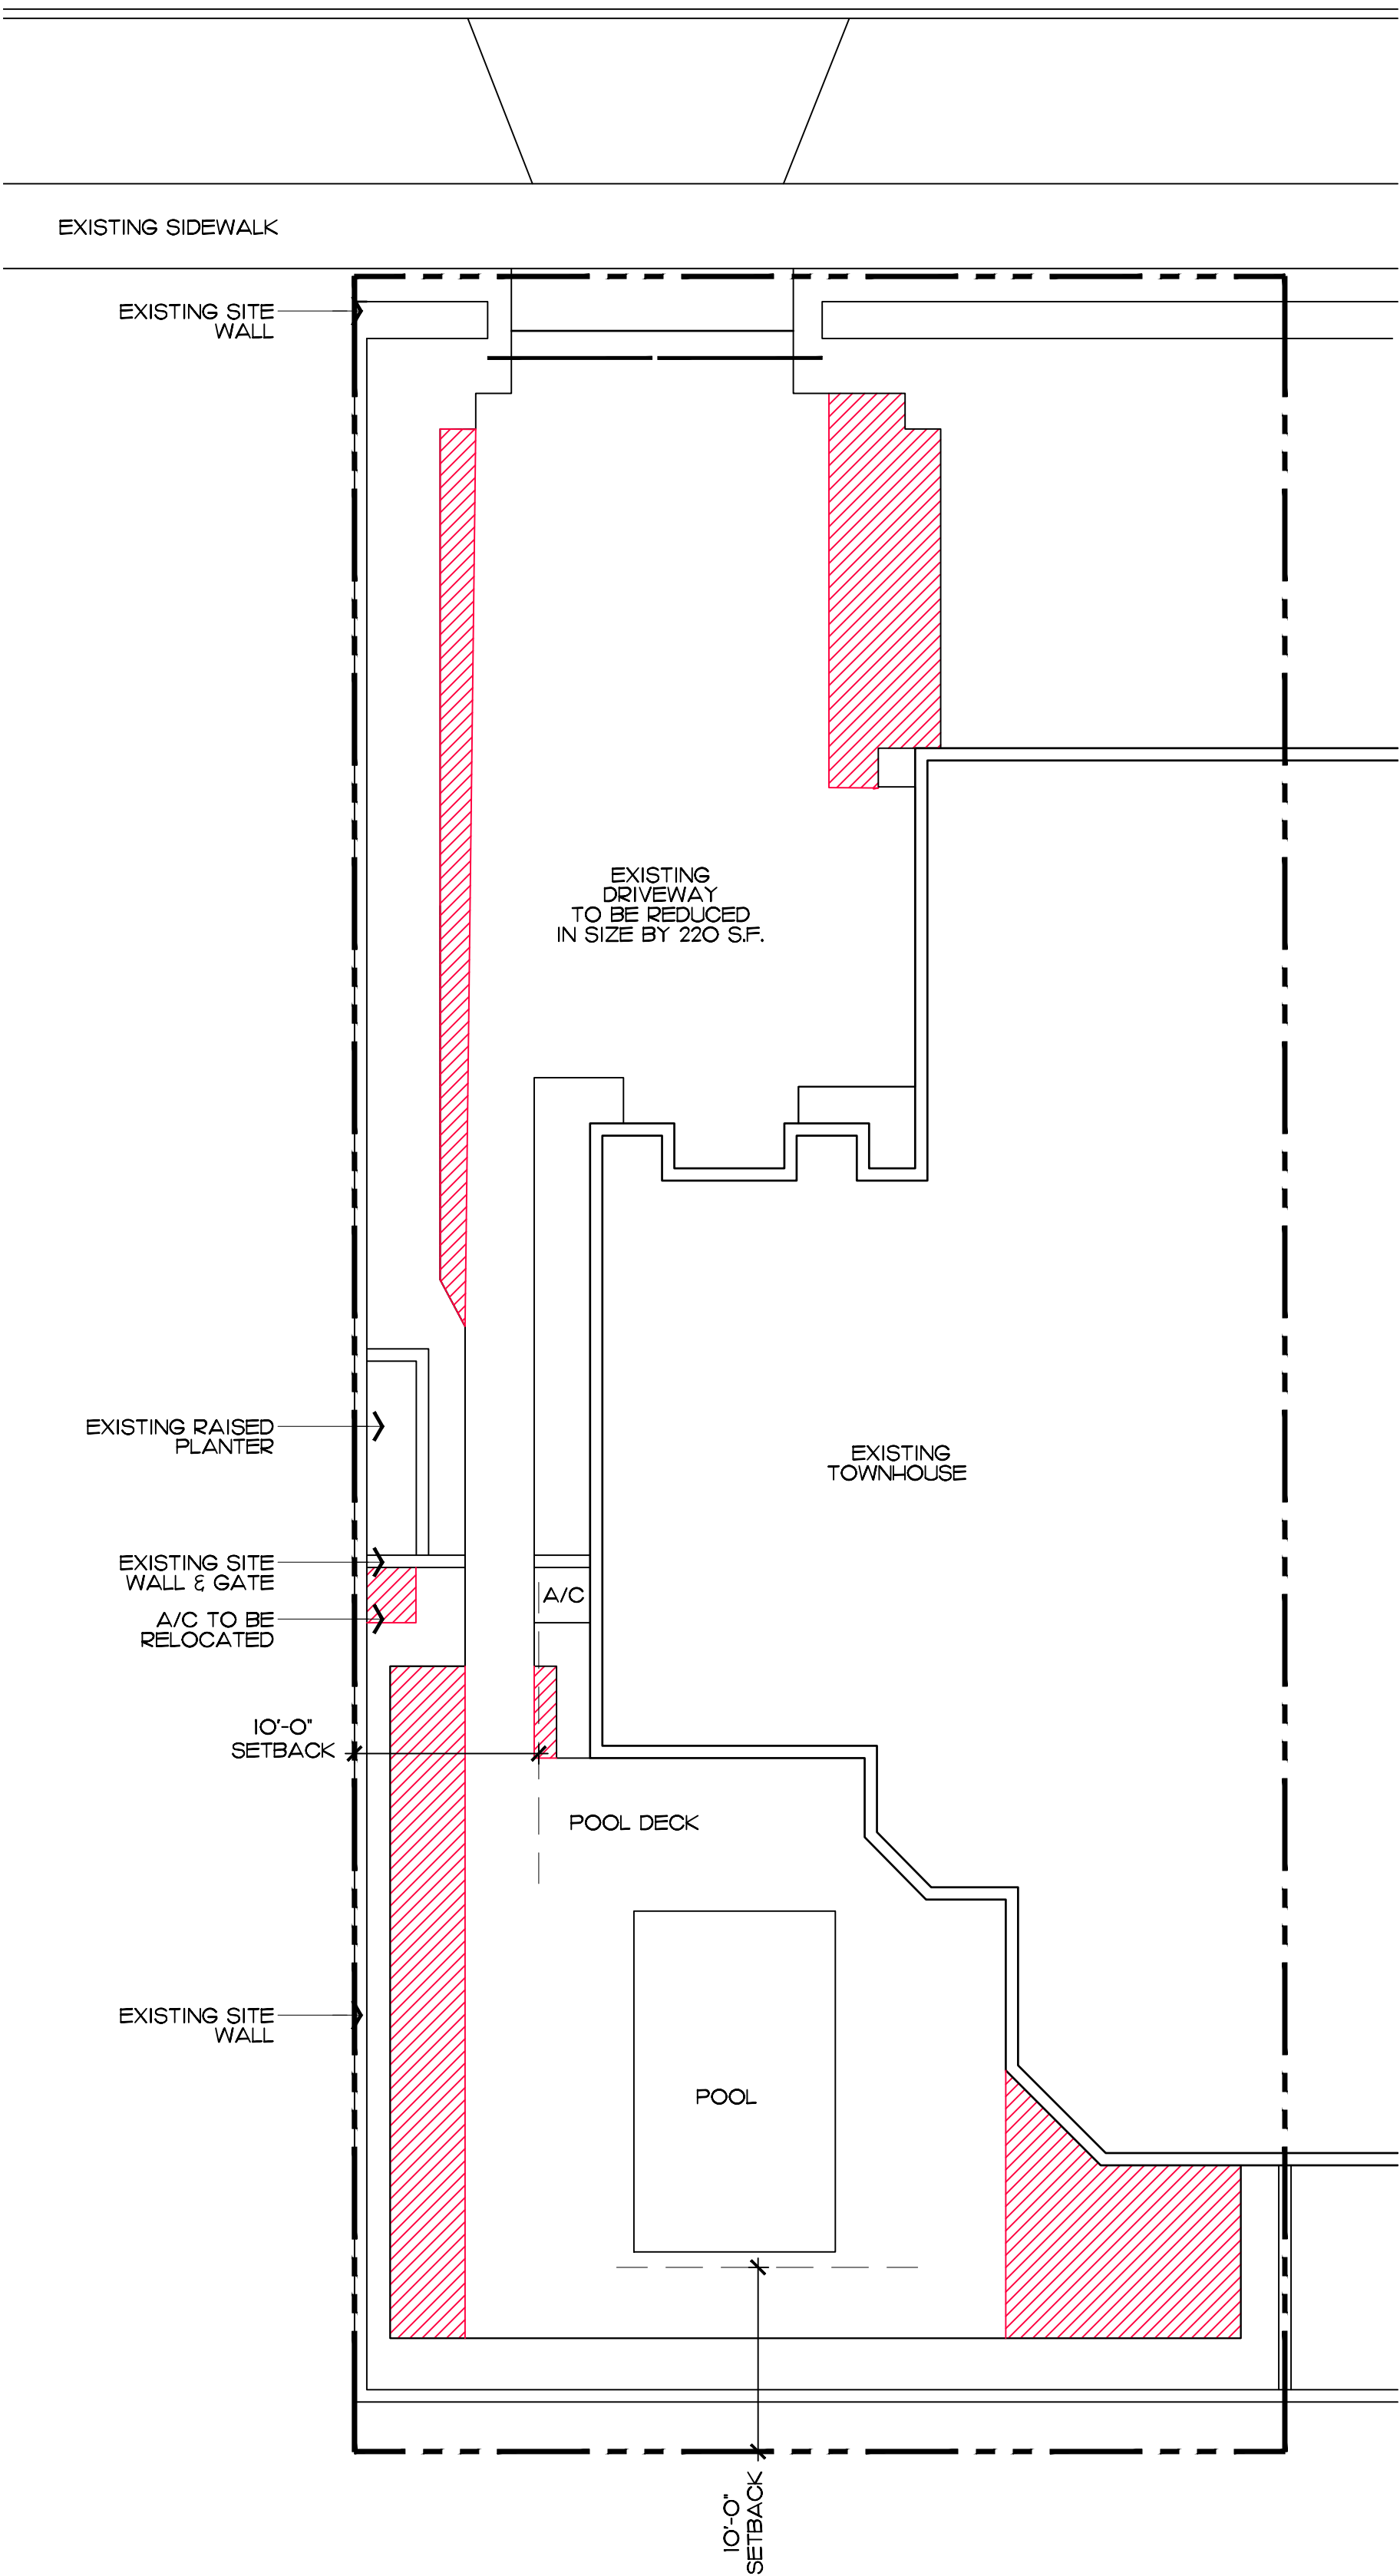 EXISTING SIDEWALK
EXISTING SITE
WALL
EXISTING
DRIVEWAY
TO BE REDUCED
IN SIZE BY 220 S.F.
EXISTING RAISED
PLANTER
EXISTING
TOWNHOUSE
EXISTING SITE
WALL & GATE
A/C
A/C TO BE
RELOCATED
10'-0"
SETBACK
POOL DECK
EXISTING SITE
WALL
POOL
10'-0"
SETBACK